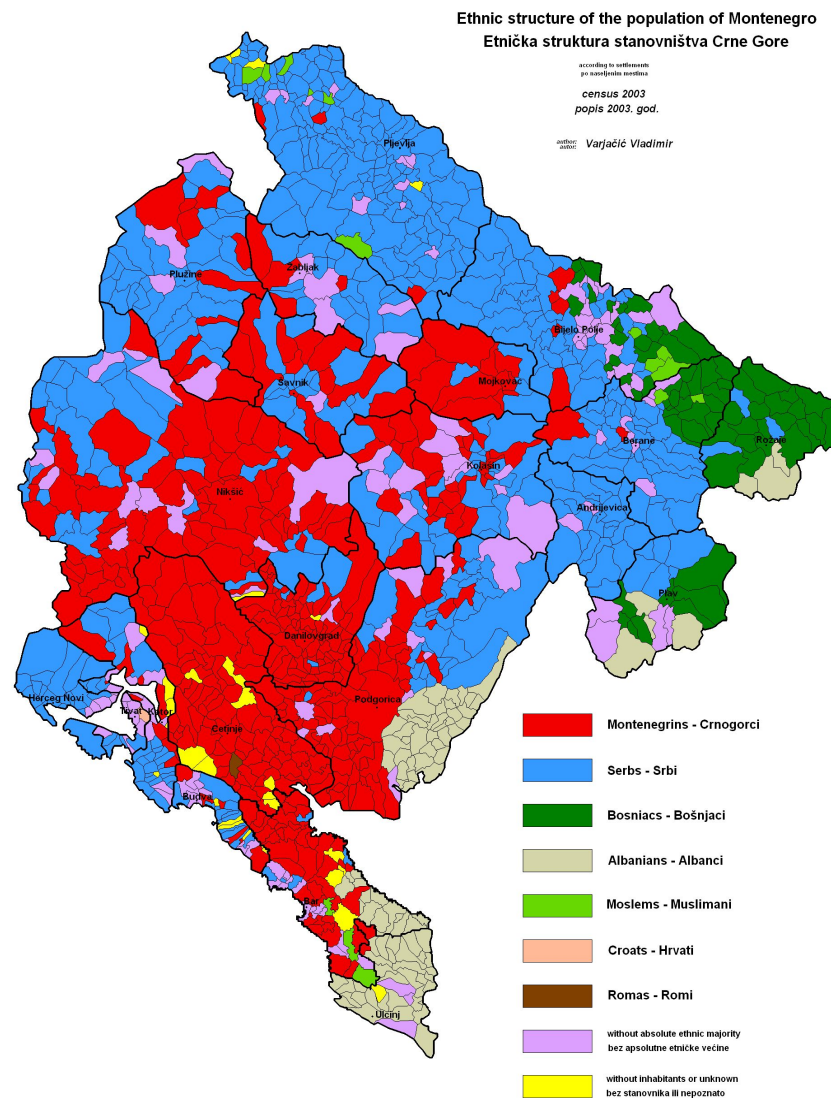 Ethnic structure of the population of Montenegro
Etnička struktura stanovništva Crne Gore
according to settlements
po naseljenim mestima
census 2003
popis 2003. god.
author: Varjačić Vladimir
autor:
Pljevlja
Plužine
Žabljak
Bijelo Polje
Šavnik
Mojkovac
Berane
Rožaje
Kolašin
Nikšić
Andrijevica
Plav
Danilovgrad
Herceg Novi
Tivat
Kotor
Podgorica
Cetinje
Budva
Bar
Ulcinj
Montenegrins - Crnogorci
Serbs - Srbi
Bosniacs - Bošnjaci
Albanians - Albanci
Moslems - Muslimani
Croats - Hrvati
Romas - Romi
without absolute ethnic majority
bez apsolutne etničke većine
without inhabitants or unknown
bez stanovnika ili nepoznato